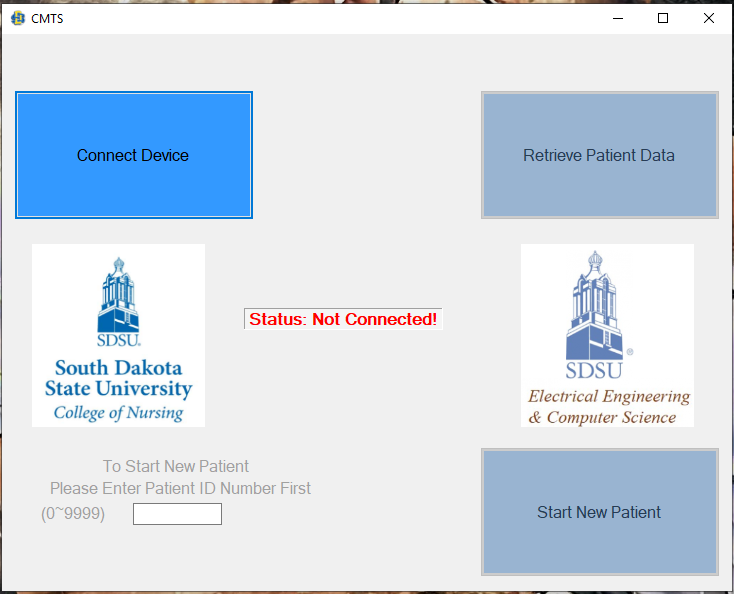 CMTS
Connect Device
Retrieve Patient Data
SDSU
South Dakota
State University
College of Nursing
Status: Not Connected!
SDSU®
Electrical Engineering
& Computer Science
To Start New Patient
Please Enter Patient ID Number First
(0~9999)
Start New Patient